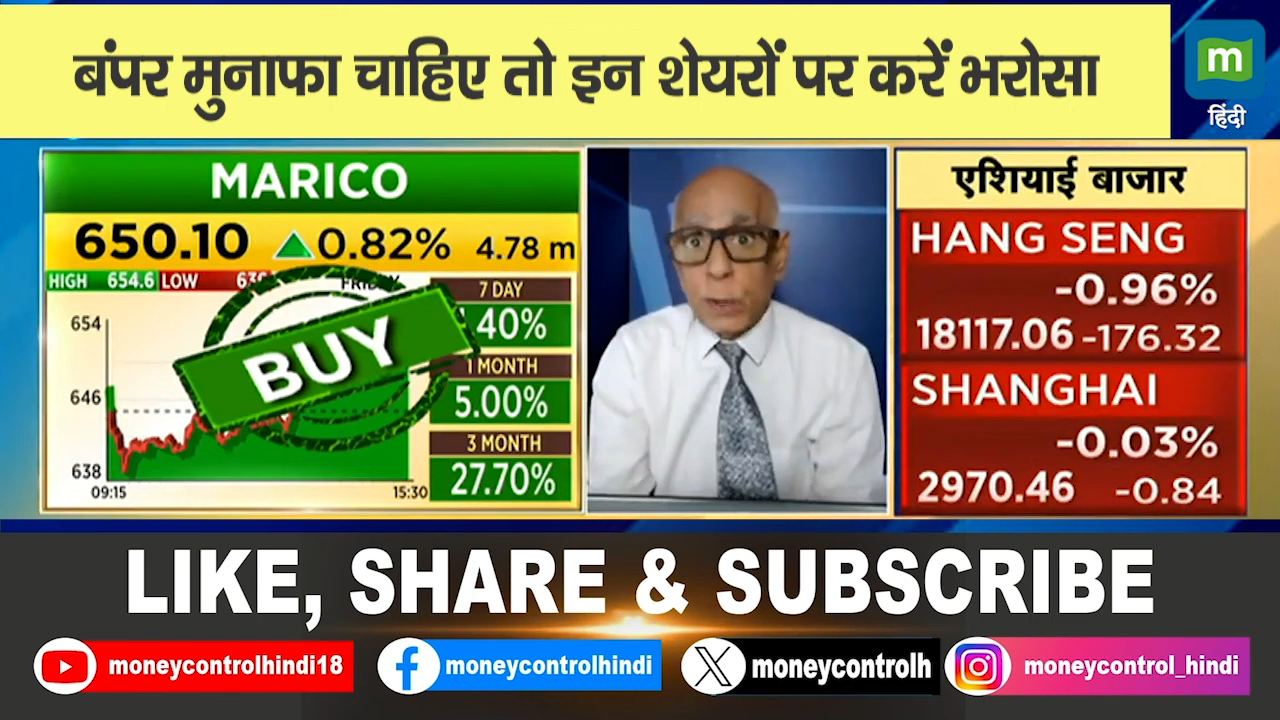 बंपर मुनाफा चाहिए तो इन शेयरों पर करें भरोसा
m
हिंदी
MARICO
650.10 0.82% 4.78 m
HIGH 654.6 LOW
654
646
638
09:15 15:30
BUY
7 DAY
.40%
1 MONTH
5.00%
3 MONTH
27.70%
एशियाई बाजार
HANG SENG
-0.96%
18117.06 -176.32
SHANGHAI
-0.03%
2970.46 -0.84
LIKE, SHARE & SUBSCRIBE
moneycontrolhindi18 moneycontrolhindi moneycontrolh moneycontrol_hindi